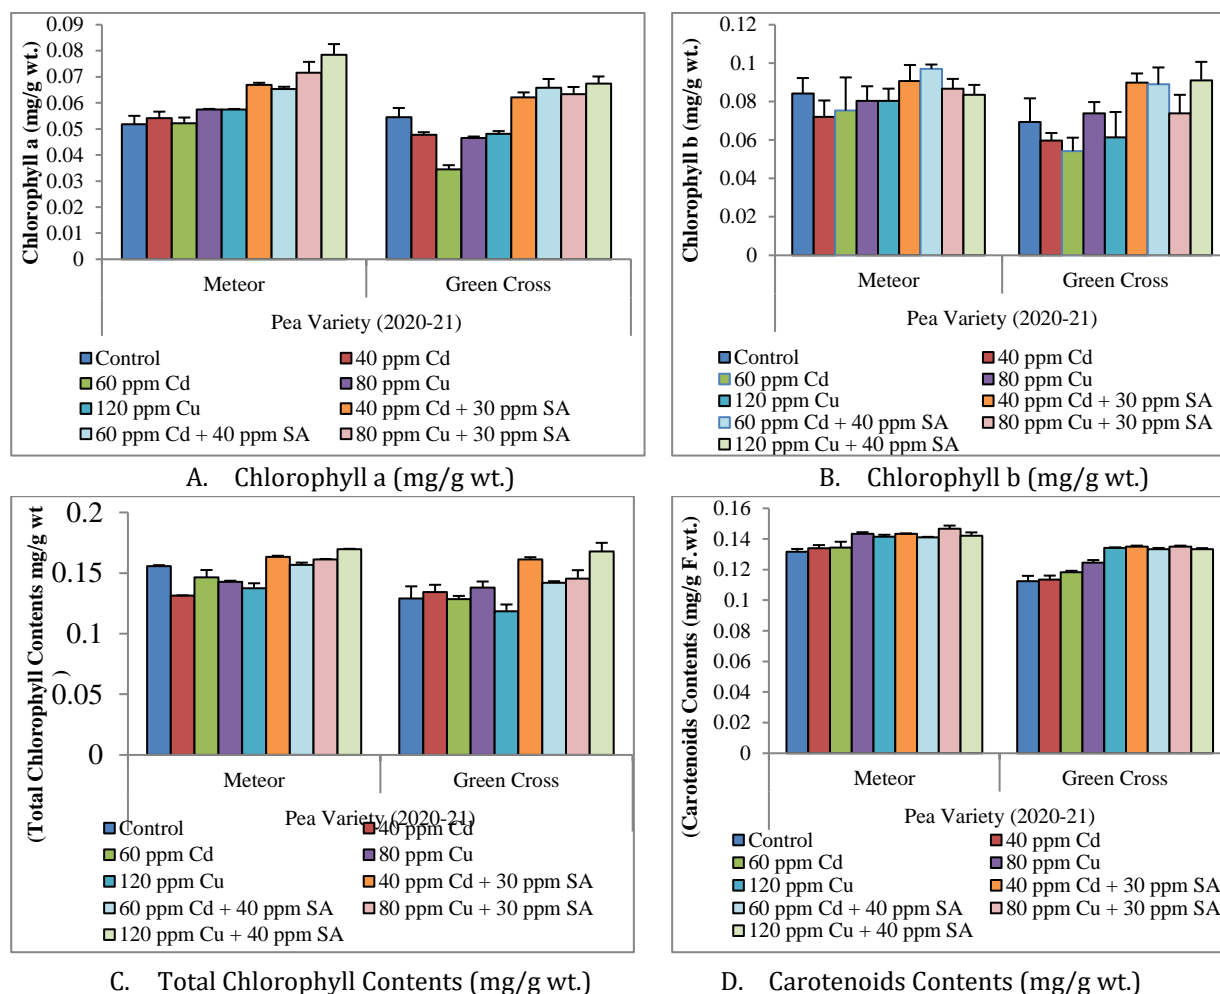 0.09
0.08
0.07
0.06
0.05
0.04
0.03
0.02
0.01
0
Chlorophyll a (mg/g wt.)
Meteor Green Cross
Pea Variety (2020-21)
Control 40 ppm Cd
60 ppm Cd 80 ppm Cu
120 ppm Cu 40 ppm Cd + 30 ppm SA
60 ppm Cd + 40 ppm SA 80 ppm Cu + 30 ppm SA
A. Chlorophyll a (mg/g wt.)
0.12
0.1
0.08
0.06
0.04
0.02
0
Chlorophyll b (mg/g wt.)
Meteor Green Cross
Pea Variety (2020-21)
Control 40 ppm Cd
60 ppm Cd 80 ppm Cu
120 ppm Cu 40 ppm Cd + 30 ppm SA
60 ppm Cd + 40 ppm SA 80 ppm Cu + 30 ppm SA
120 ppm Cu + 40 ppm SA
B. Chlorophyll b (mg/g wt.)
0.2
0.15
0.1
0.05
0
(Total Chlorophyll Contents mg/g wt
()
Meteor Green Cross
Pea Variety (2020-21)
Control 40 ppm Cd
60 ppm Cd 80 ppm Cu
120 ppm Cu 40 ppm Cd + 30 ppm SA
60 ppm Cd + 40 ppm SA 80 ppm Cu + 30 ppm SA
120 ppm Cu + 40 ppm SA
C. Total Chlorophyll Contents (mg/g wt.)
0.16
0.14
0.12
0.1
0.08
0.06
0.04
0.02
0
(Carotenoids Contents (mg/g F.wt.)
Meteor Green Cross
Pea Variety (2020-21)
Control 40 ppm Cd
60 ppm Cd 80 ppm Cu
120 ppm Cu 40 ppm Cd + 30 ppm SA
60 ppm Cd + 40 ppm SA 80 ppm Cu + 30 ppm SA
120 ppm Cu + 40 ppm SA
D. Carotenoids Contents (mg/g wt.)